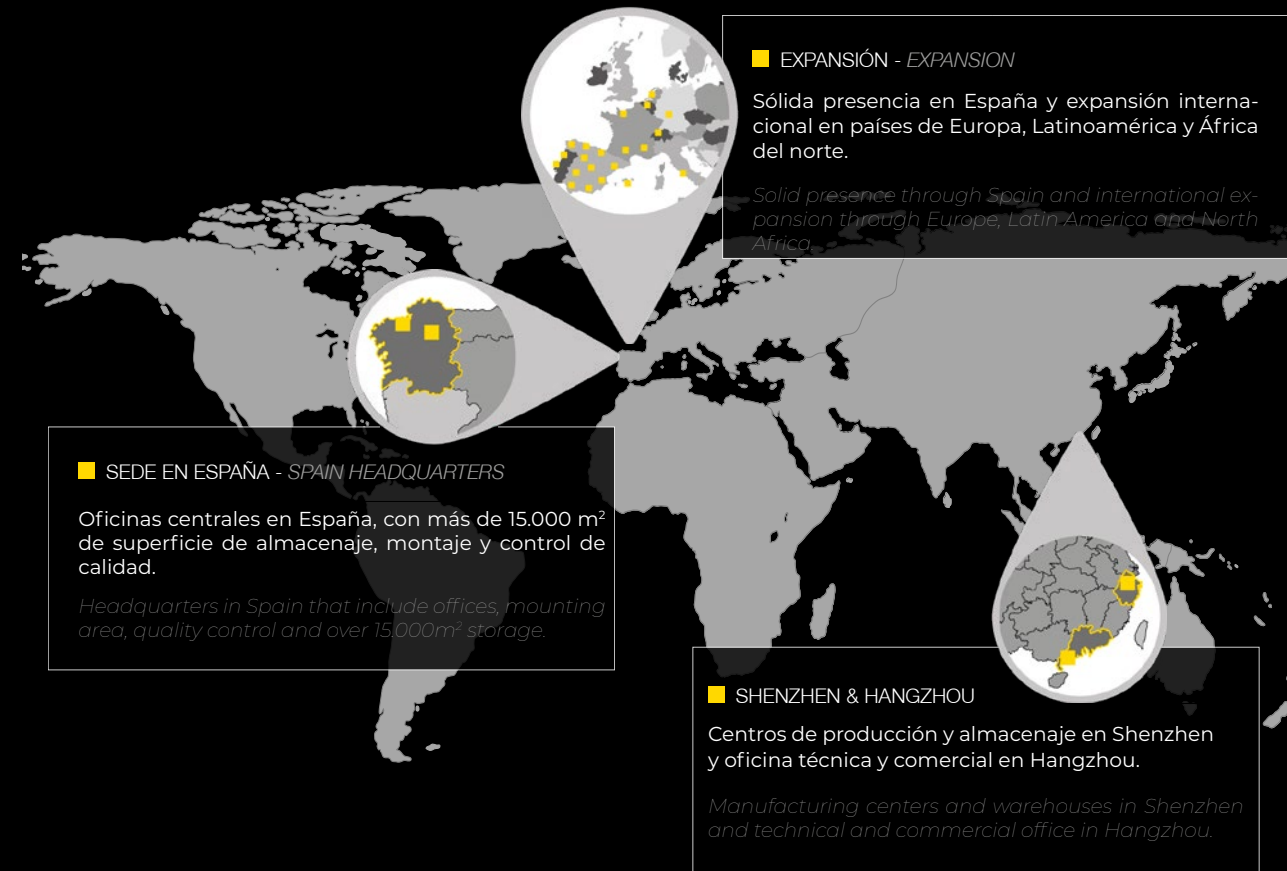 EXPANSIÓN - EXPANSION
Sólida presencia en España y expansión interna-
cional en países de Europa, Latinoamérica y África
del norte.
Solid presence through Spain and international ex-
pansion through Europe, Latin America and North
Africa.
SEDE EN ESPAÑA - SPAIN HEADQUARTERS
Oficinas centrales en España, con más de 15.000 m²
de superficie de almacenaje, montaje y control de
calidad.
Headquarters in Spain that include offices, mounting
area, quality control and over 15.000m² storage.
SHENZHEN & HANGZHOU
Centros de producción y almacenaje en Shenzhen
y oficina técnica y comercial en Hangzhou.
Manufacturing centers and warehouses in Shenzhen
and technical and commercial office in Hangzhou.